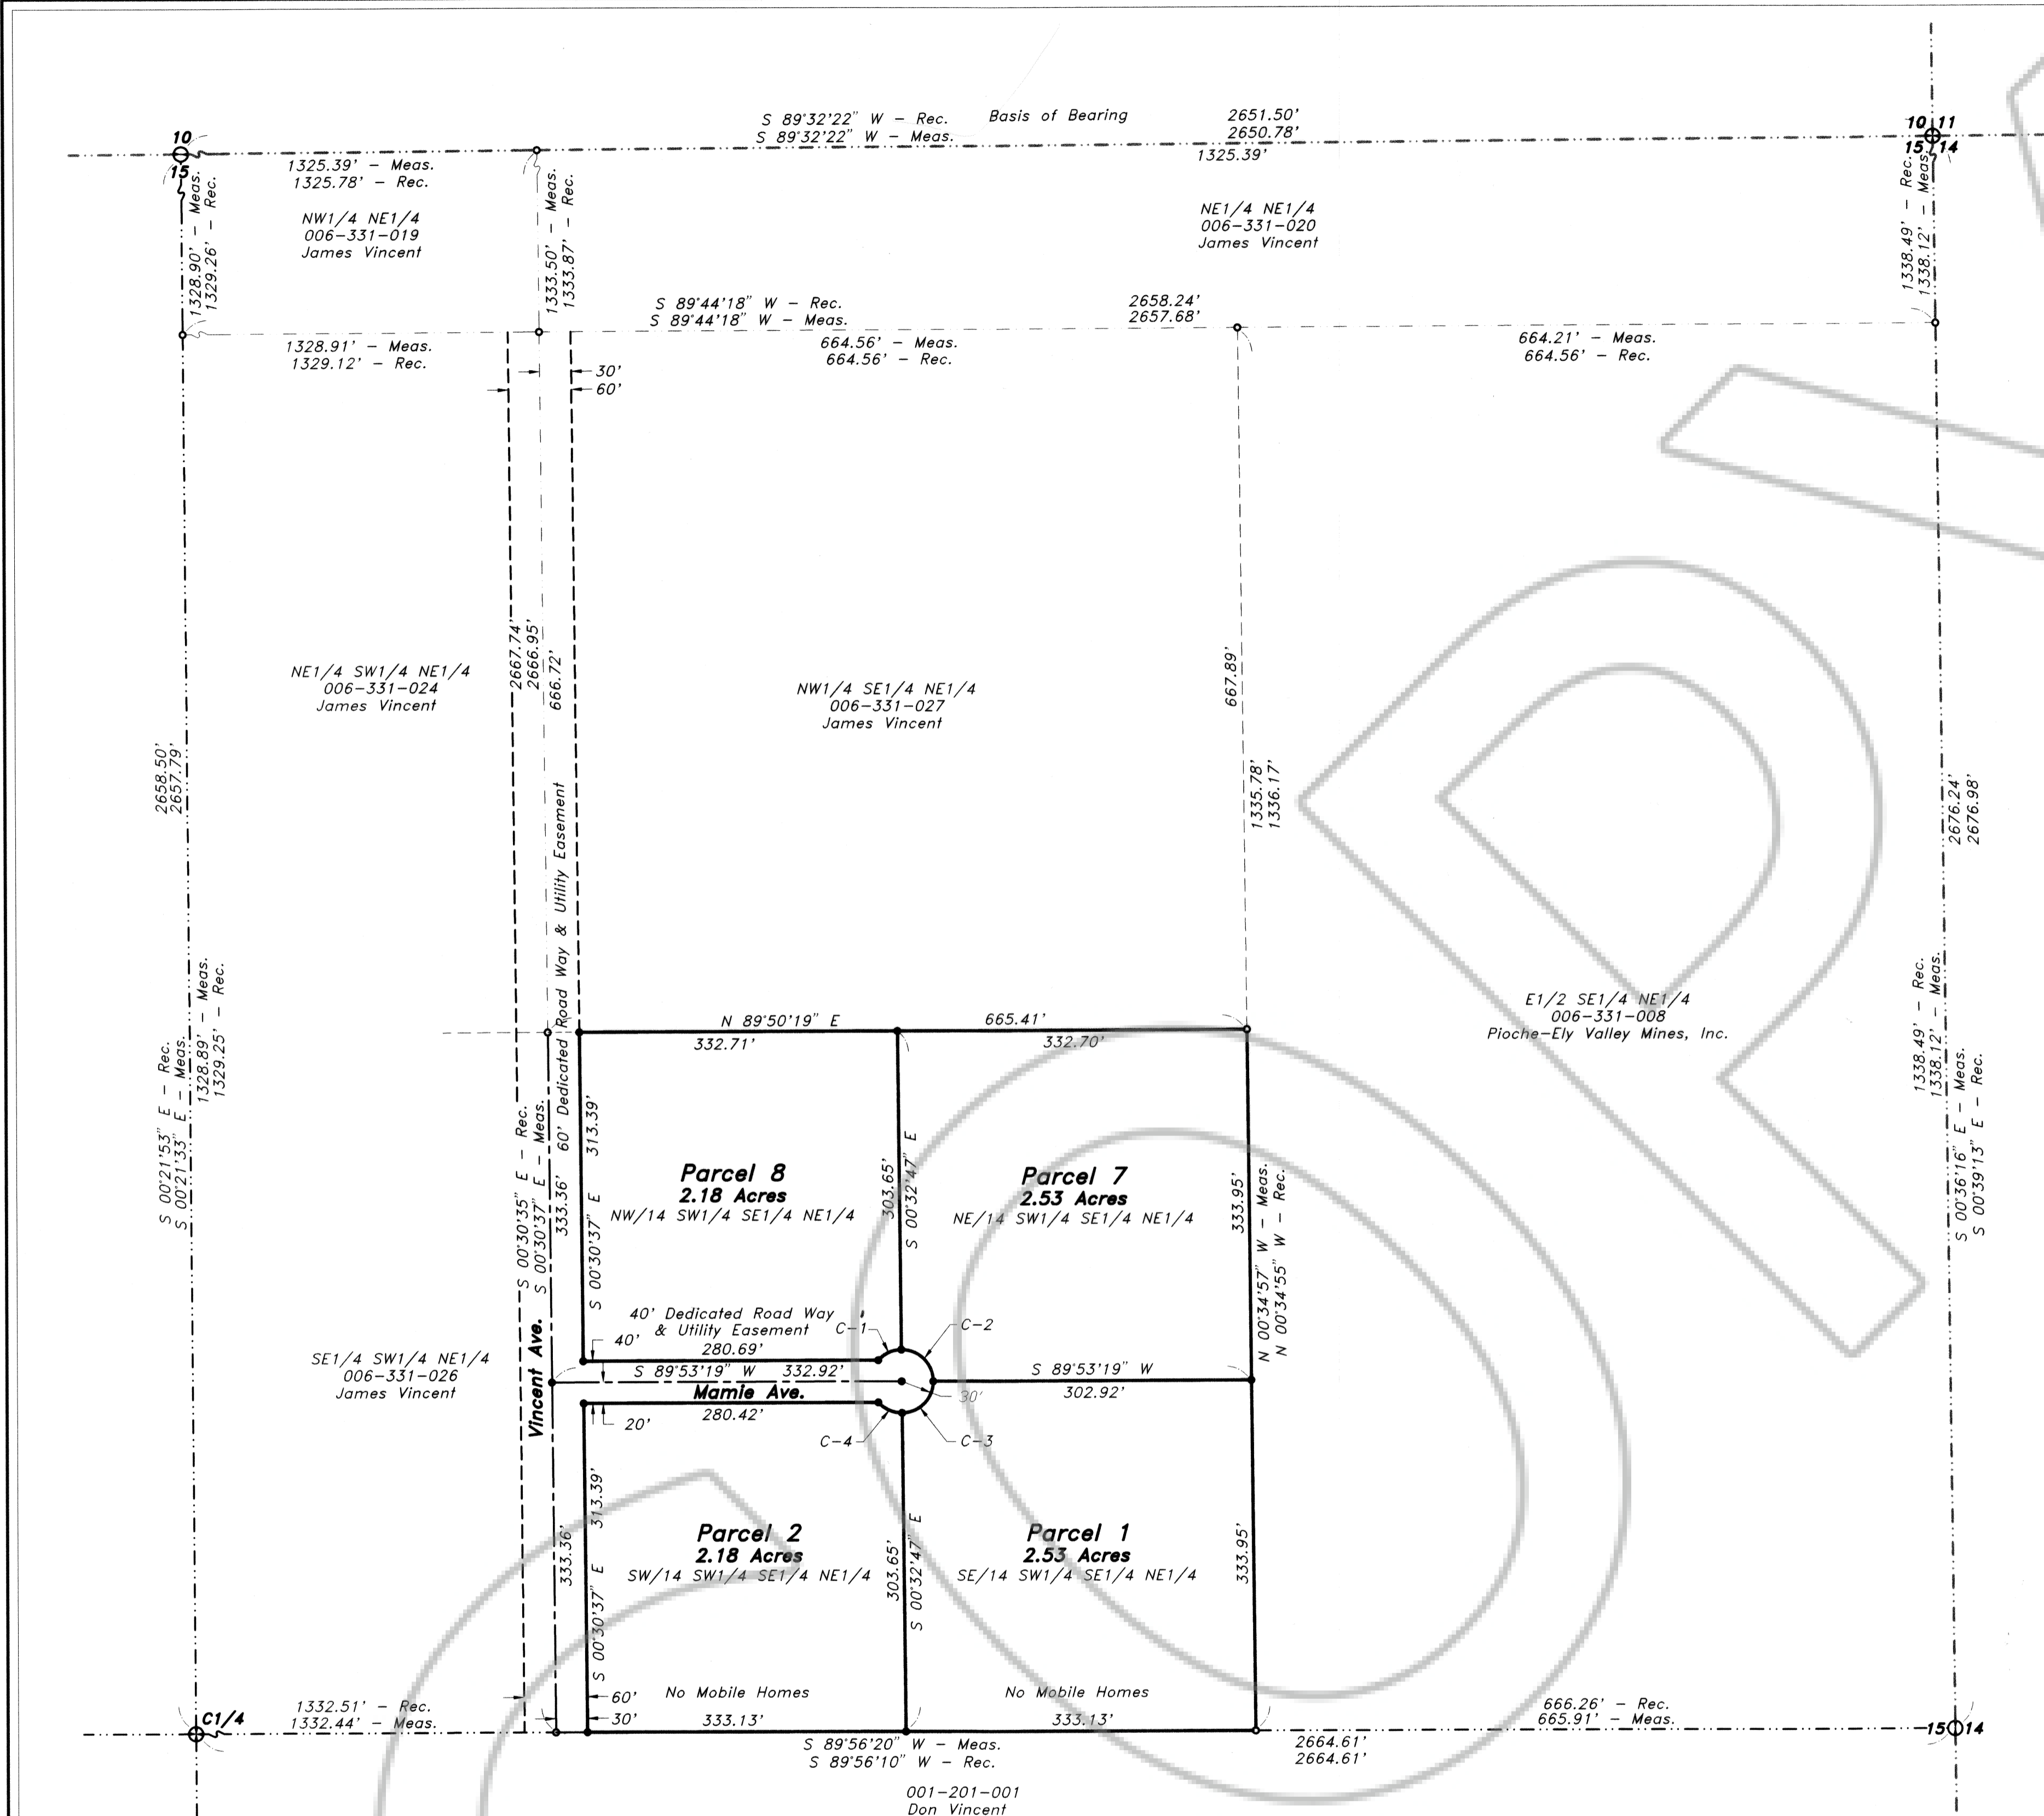 S 89°32'22" W - Rec.   Basis of Bearing   2651.50'
S 89°32'22" W - Meas.   2650.78'
10
15
10 11
15 14
1325.39' - Meas.
1325.78' - Rec.
1325.39'
1328.90' - Meas.
1329.26' - Rec.
NW1/4 NE1/4
006-331-019
James Vincent
1333.50' - Meas.
1333.87' - Rec.
NE1/4 NE1/4
006-331-020
James Vincent
1338.49' - Rec.
1338.12' - Meas.
S 89°44'18" W - Rec.   2658.24'
S 89°44'18" W - Meas.   2657.68'
1328.91' - Meas.
1329.12' - Rec.
664.56' - Meas.
664.56' - Rec.
664.21' - Meas.
664.56' - Rec.
30'
60'
2667.74'
2666.95'
666.72'
NE1/4 SW1/4 NE1/4
006-331-024
James Vincent
NW1/4 SE1/4 NE1/4
006-331-027
James Vincent
667.89'
1335.78'
1336.17'
2658.50'
2657.79'
2676.24'
2676.98'
60' Dedicated Road Way & Utility Easement
1328.89' - Meas.
1329.25' - Rec.
S 00°21'53" E - Rec.
S 00°21'33" E - Meas.
E1/2 SE1/4 NE1/4
006-331-008
Pioche-Ely Valley Mines, Inc.
1338.49' - Rec.
1338.12' - Meas.
S 00°36'16" E - Meas.
S 00°39'13" E - Rec.
N 89°50'19" E   665.41'
332.71'   332.70'
S 00°30'35" E - Rec.
S 00°30'37" E - Meas.
333.36'
313.39'
S 00°30'37" E
Parcel 8
2.18 Acres
NW/14 SW1/4 SE1/4 NE1/4
303.65'
S 00°32'47" E
Parcel 7
2.53 Acres
NE/14 SW1/4 SE1/4 NE1/4
333.95'
N 00°34'57" W - Meas.
N 00°34'55" W - Rec.
40' Dedicated Road Way
& Utility Easement
C-1
C-2
40'
280.69'
S 89°53'19" W   332.92'
Mamie Ave.
280.42'
20'
30'
C-4
C-3
S 89°53'19" W
302.92'
SE1/4 SW1/4 NE1/4
006-331-026
James Vincent
Vincent Ave.
333.36'
313.39'
S 00°30'37" E
Parcel 2
2.18 Acres
SW/14 SW1/4 SE1/4 NE1/4
303.65'
S 00°32'47" E
Parcel 1
2.53 Acres
SE/14 SW1/4 SE1/4 NE1/4
333.95'
No Mobile Homes
No Mobile Homes
60'
30'
333.13'
333.13'
C1/4
1332.51' - Rec.
1332.44' - Meas.
666.26' - Rec.
665.91' - Meas.
15 14
S 89°56'20" W - Meas.   2664.61'
S 89°56'10" W - Rec.   2664.61'
001-201-001
Don Vincent